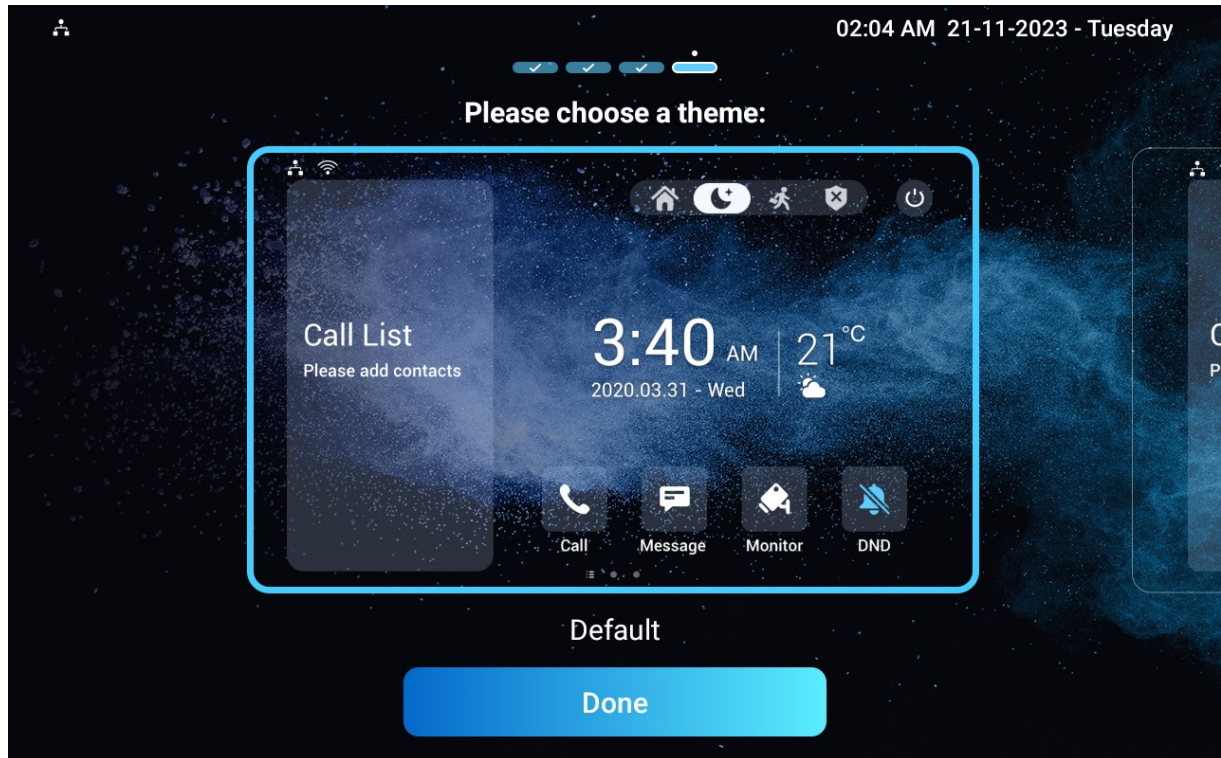 02:04 AM 21-11-2023 - Tuesday
Please choose a theme:
Call List
Please add contacts
3:40 AM
21°C
2020.03.31 - Wed
Call
Message
Monitor
DND
Default
Done